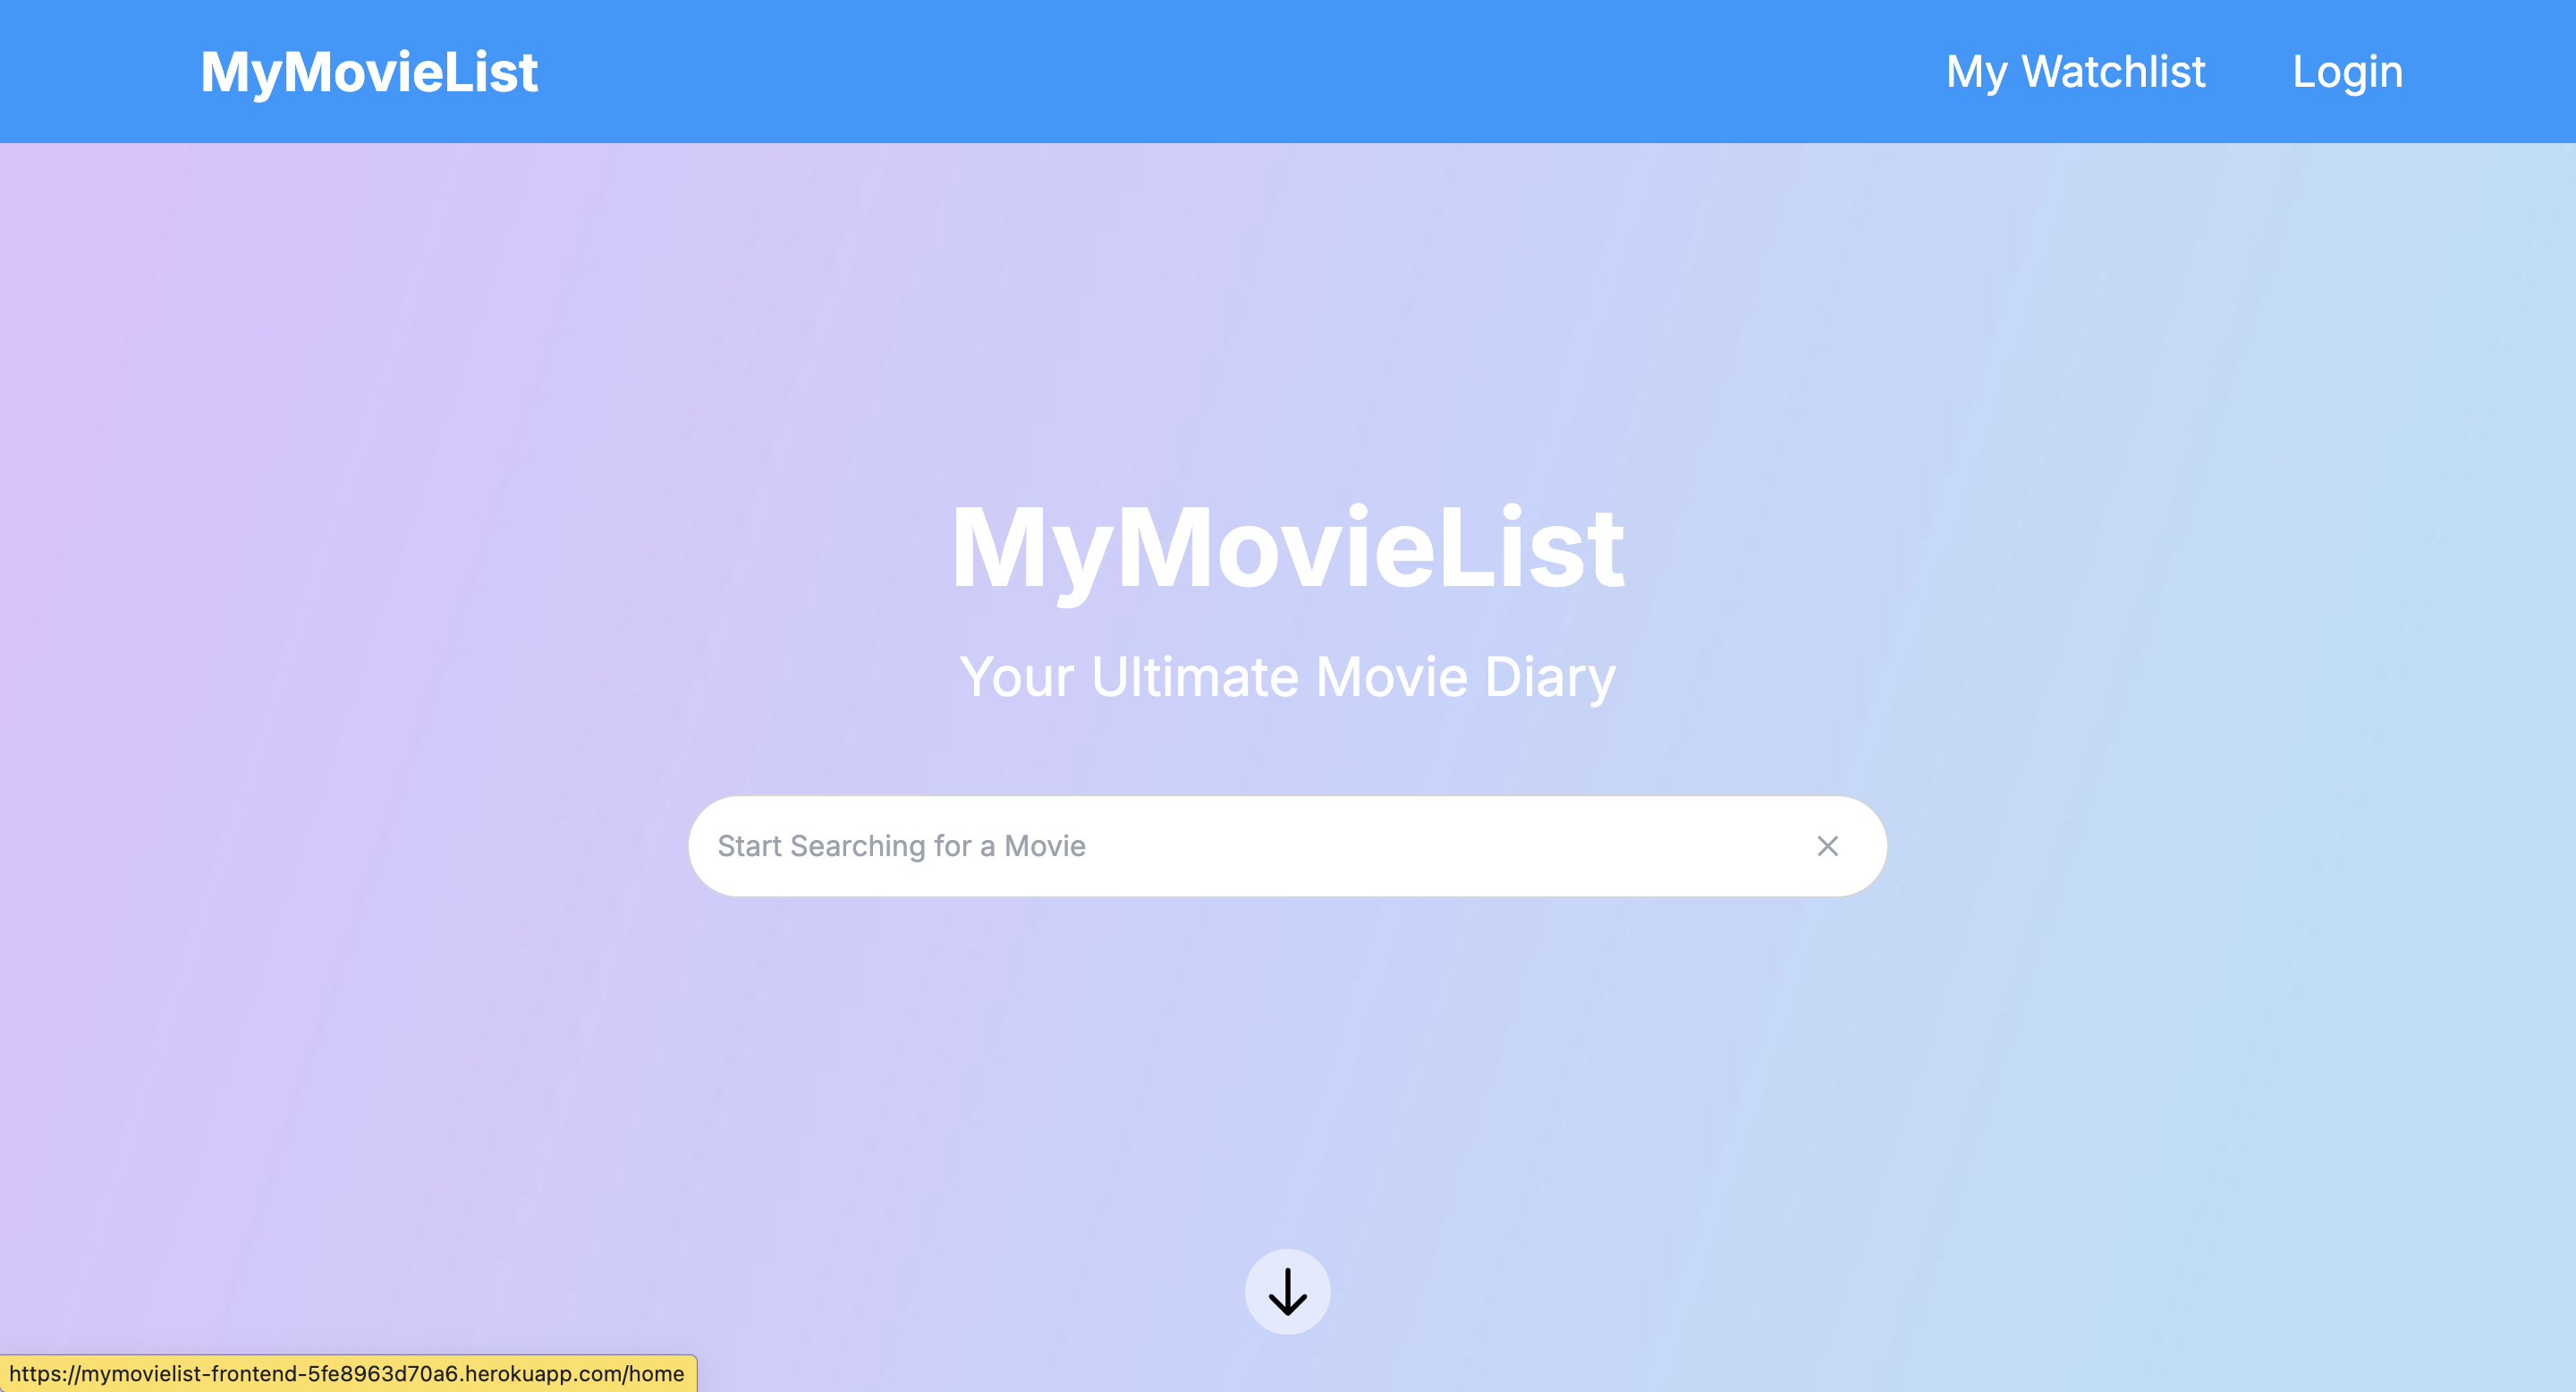 MyMovieList
My Watchlist
Login
MyMovieList
Your Ultimate Movie Diary
Start Searching for a Movie
https://mymovielist-frontend-5fe8963d70a6.herokuapp.com/home